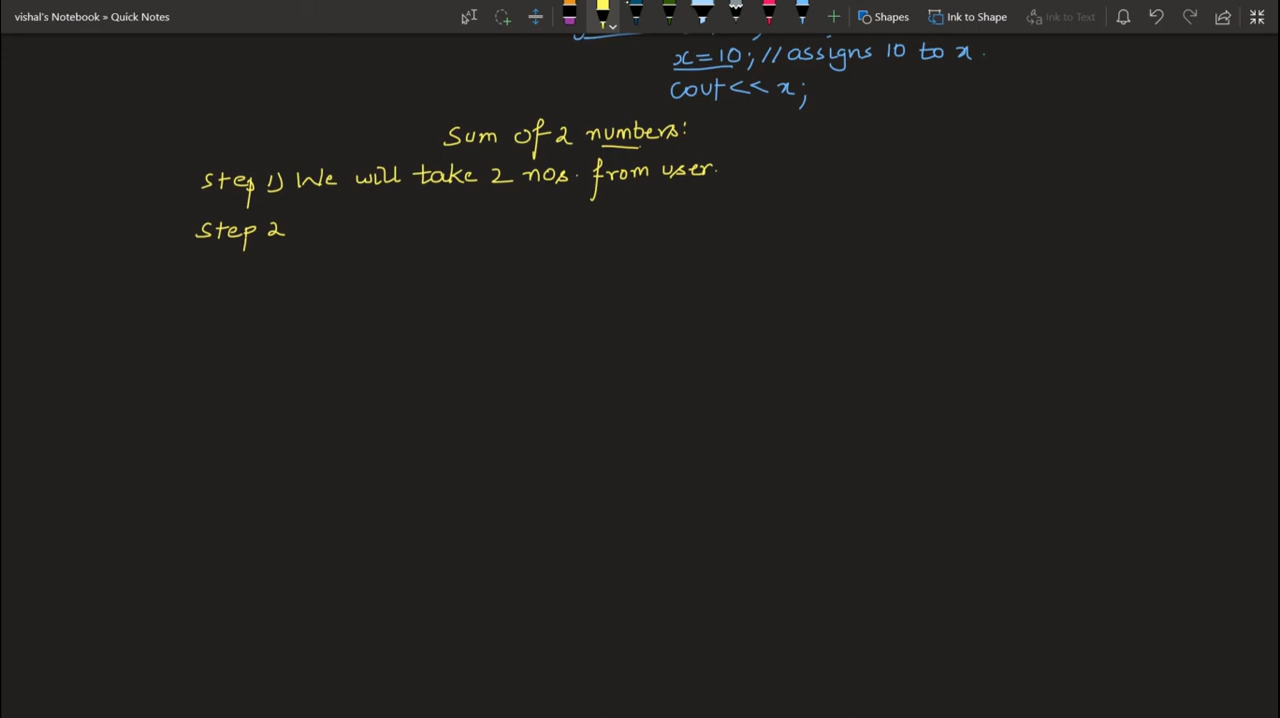 vishal's Notebook » Quick Notes
Shapes
Ink to Shape
Ink to Text
x=10; // assigns 10 to x.
cout<< x;
Sum of 2 numbers:
Step 1) We will take 2 nos. from user.
Step 2